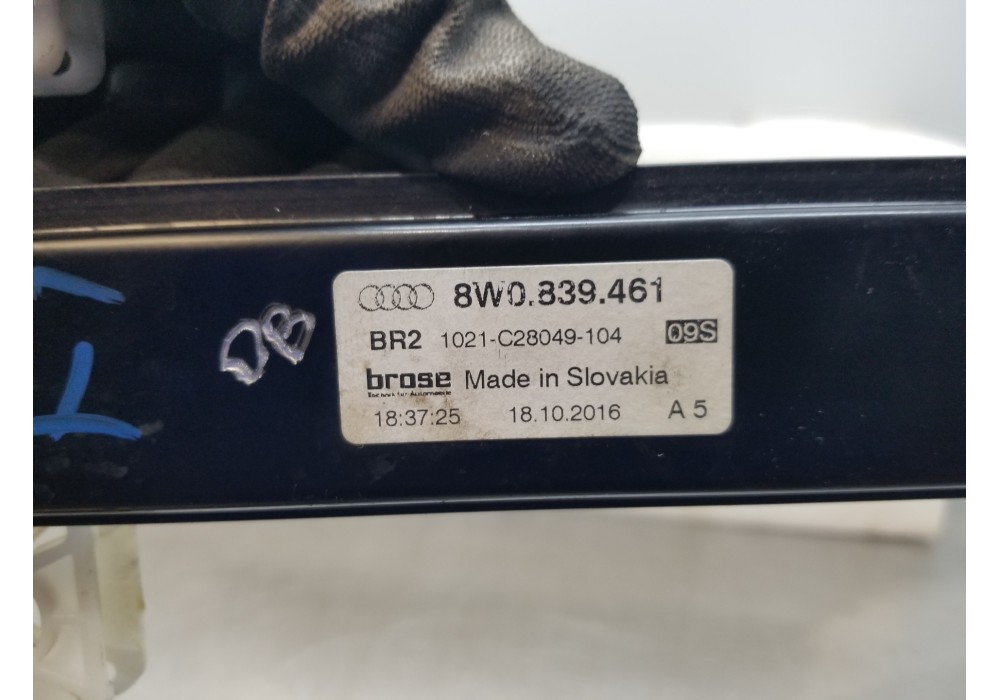 8W0.839.461
BR2 1021-C28049-104 09S
brose Made in Slovakia
18:37:25 18.10.2016 A 5
DB